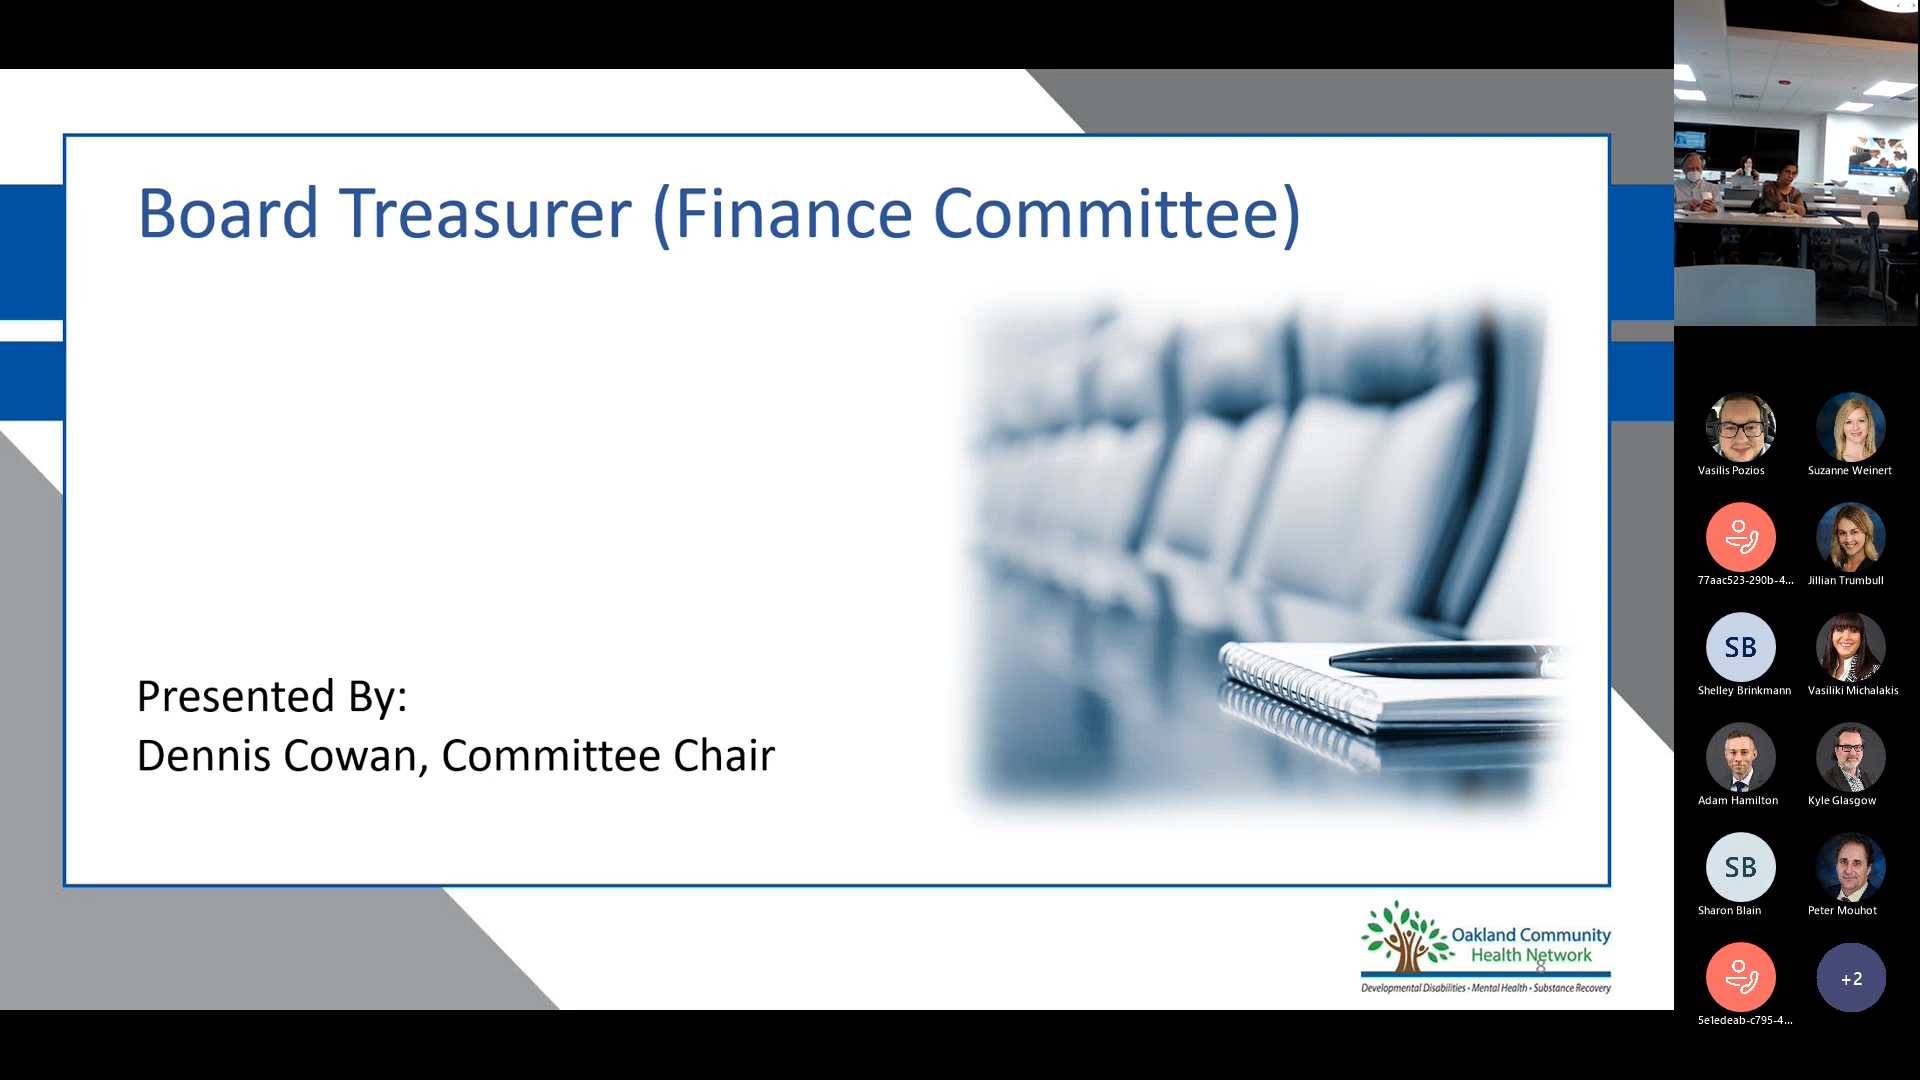 Board Treasurer (Finance Committee)
Presented By:
Dennis Cowan, Committee Chair
Oakland Community
Health Network
8
Developmental Disabilities • Mental Health • Substance Recovery
Vasilis Pozios
Suzanne Weinert
77aac523-290b-4...
Jillian Trumbull
SB
Shelley Brinkmann
Vasiliki Michalakis
Adam Hamilton
Kyle Glasgow
SB
Sharon Blain
Peter Mouhot
5e1edeab-c795-4...
+2